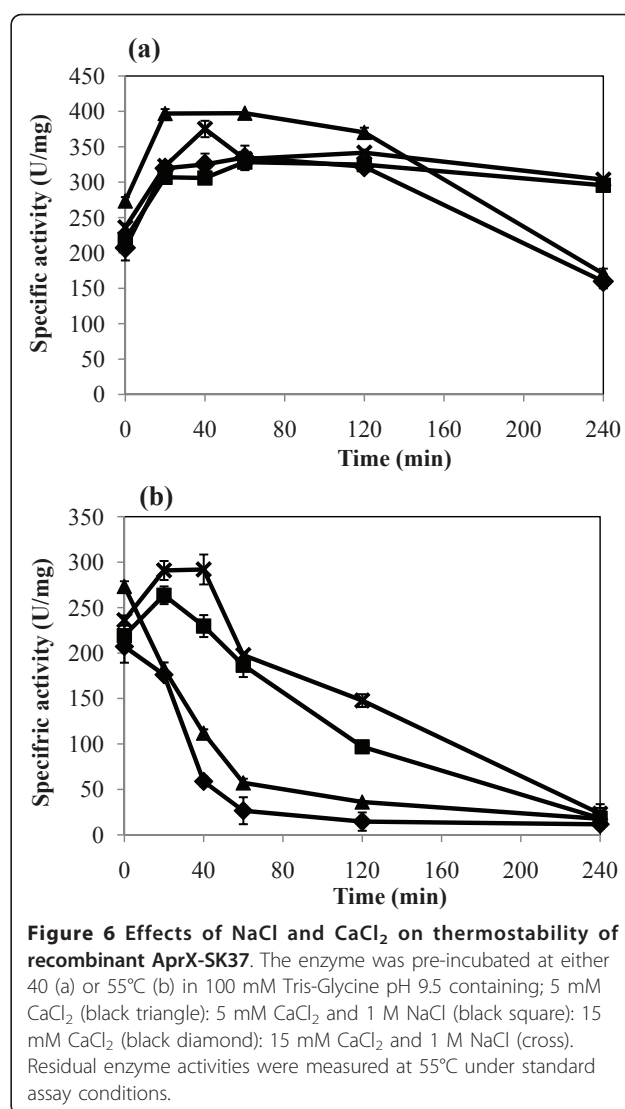 (a)
450
400
350
300
250
200
150
100
50
0
Specific activity (U/mg)
0 40 80 120 160 200 240
Time (min)
(b)
350
300
250
200
150
100
50
0
Specifric activity (U/mg)
0 40 80 120 160 200 240
Time (min)
Figure 6 Effects of NaCl and CaCl₂ on thermostability of
recombinant AprX-SK37. The enzyme was pre-incubated at either
40 (a) or 55°C (b) in 100 mM Tris-Glycine pH 9.5 containing; 5 mM
CaCl₂ (black triangle): 5 mM CaCl₂ and 1 M NaCl (black square): 15
mM CaCl₂ (black diamond): 15 mM CaCl₂ and 1 M NaCl (cross).
Residual enzyme activities were measured at 55°C under standard
assay conditions.